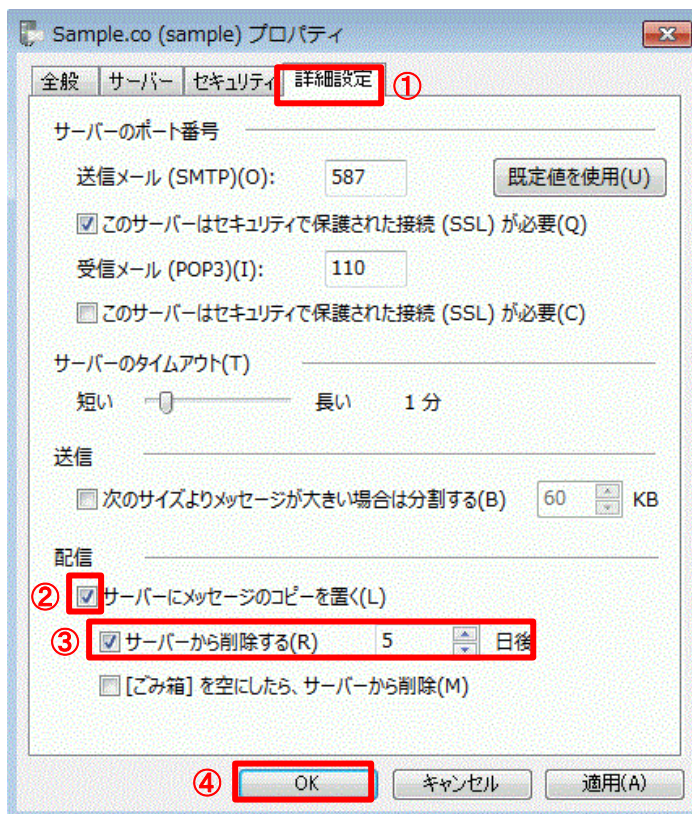 Sample.co (sample) プロパティ
全般 サーバー セキュリティ 詳細設定 ①
サーバーのポート番号
送信メール (SMTP)(O): 587 既定値を使用(U)
このサーバーはセキュリティで保護された接続 (SSL) が必要(Q)
受信メール (POP3)(I): 110
このサーバーはセキュリティで保護された接続 (SSL) が必要(C)
サーバーのタイムアウト(T)
短い 長い 1 分
送信
次のサイズよりメッセージが大きい場合は分割する(B) 60 KB
配信
② サーバーにメッセージのコピーを置く(L)
③ サーバーから削除する(R) 5 日後
[ごみ箱] を空にしたら、サーバーから削除(M)
④ OK キャンセル 適用(A)